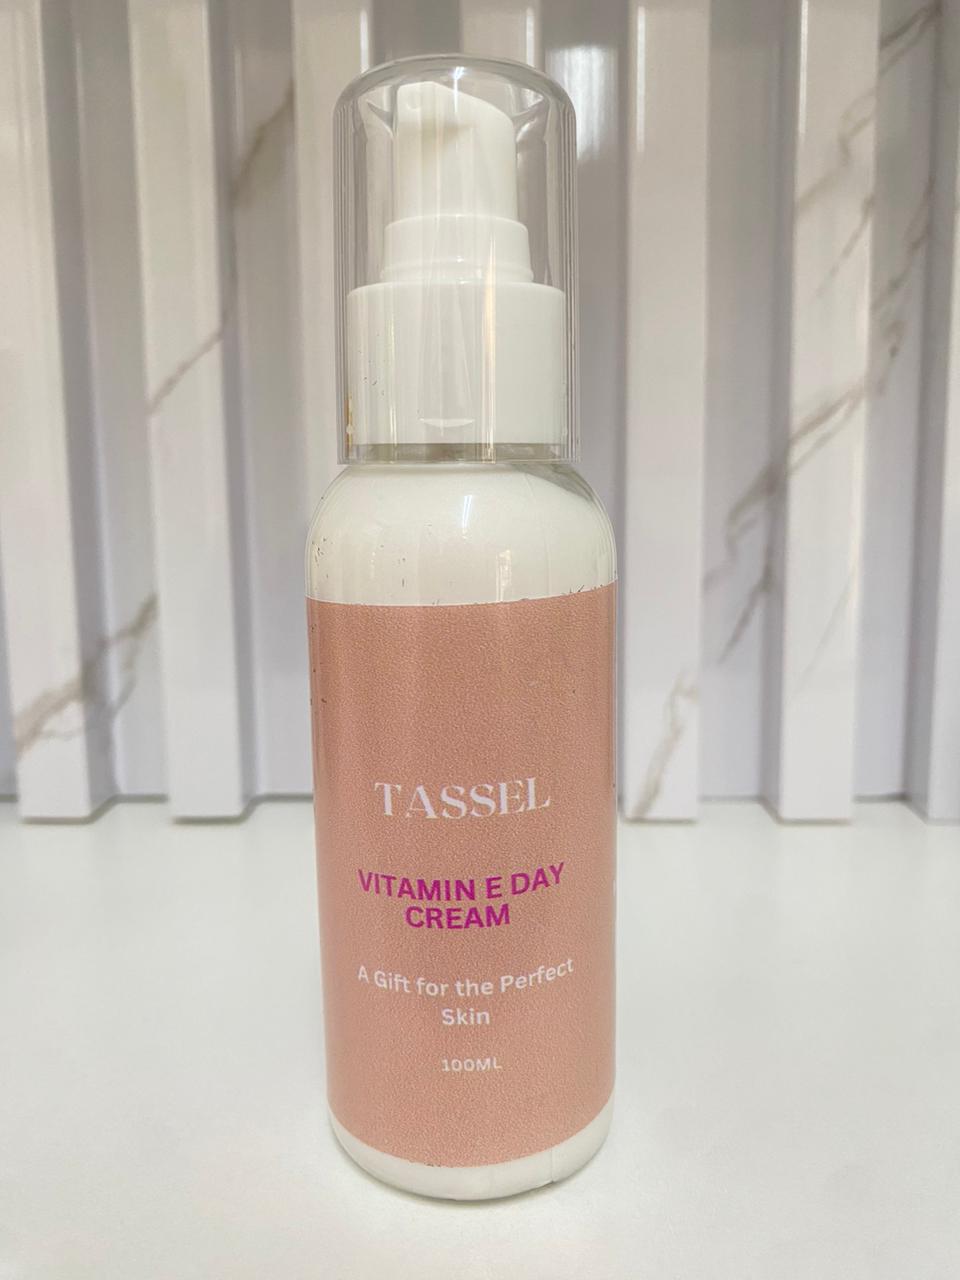 TASSEL
VITAMIN E DAY
CREAM
A Gift for the Perfect
Skin
100ML